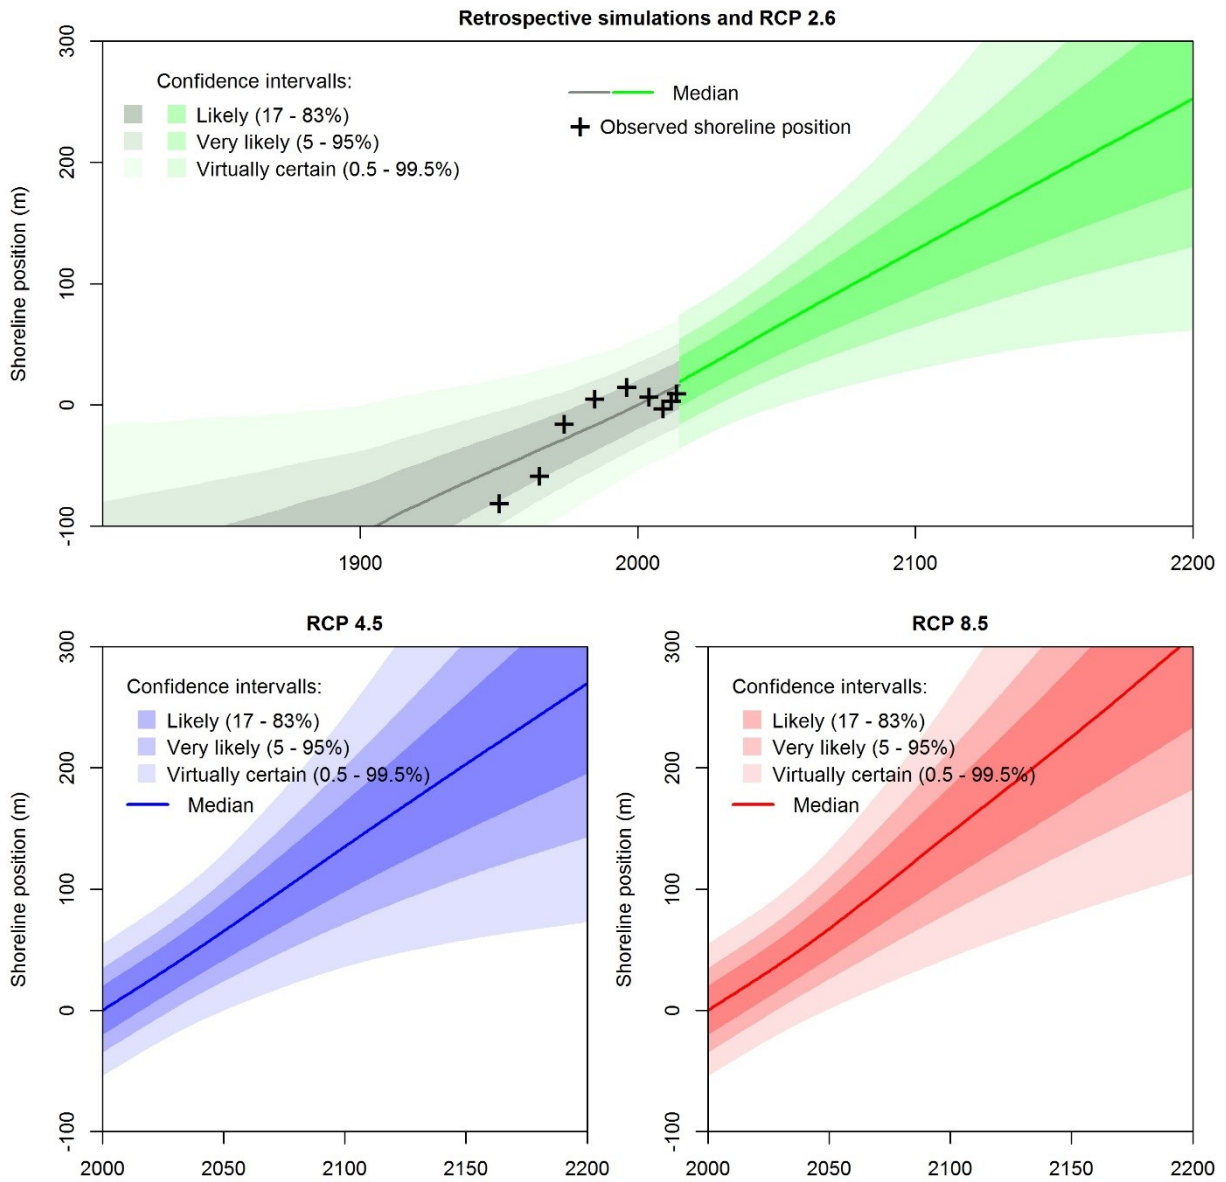 Retrospective simulations and RCP 2.6
300
200
100
0
-100
Shoreline position (m)
Confidence intervalls:
Likely (17 - 83%)
Very likely (5 - 95%)
Virtually certain (0.5 - 99.5%)
Median
Observed shoreline position
1900
2000
2100
2200
RCP 4.5
300
200
100
0
-100
Shoreline position (m)
Confidence intervalls:
Likely (17 - 83%)
Very likely (5 - 95%)
Virtually certain (0.5 - 99.5%)
Median
2000
2050
2100
2150
2200
RCP 8.5
300
200
100
0
-100
Shoreline position (m)
Confidence intervalls:
Likely (17 - 83%)
Very likely (5 - 95%)
Virtually certain (0.5 - 99.5%)
Median
2000
2050
2100
2150
2200